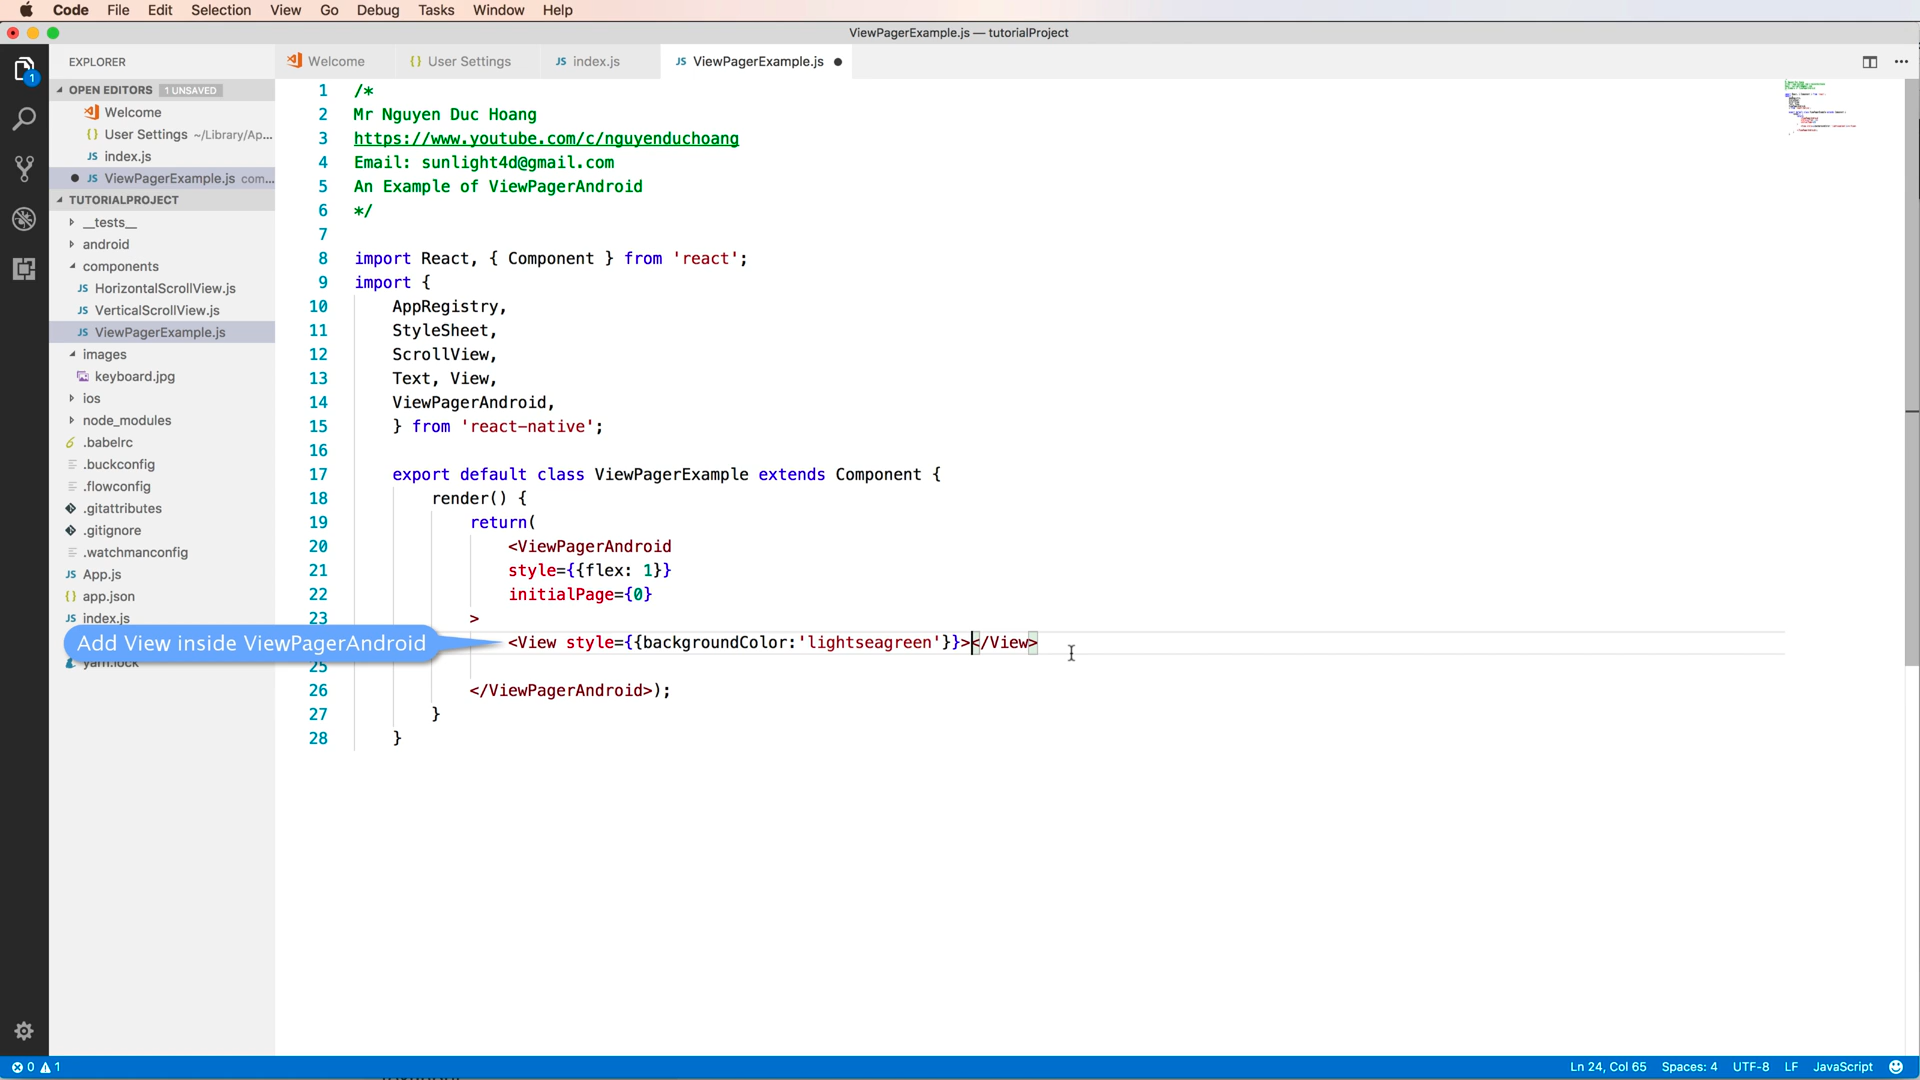 Code File Edit Selection View Go Debug Tasks Window Help
ViewPagerExample.js — tutorialProject
EXPLORER
OPEN EDITORS 1 UNSAVED
Welcome
User Settings ~/Library/Ap...
index.js
ViewPagerExample.js com...
TUTORIALPROJECT
__tests__
android
components
HorizontalScrollView.js
VerticalScrollView.js
ViewPagerExample.js
images
keyboard.jpg
ios
node_modules
.babelrc
.buckconfig
.flowconfig
.gitattributes
.gitignore
.watchmanconfig
App.js
app.json
index.js
Add View inside ViewPagerAndroid
yarn.lock
Welcome User Settings index.js ViewPagerExample.js
1 /*
2 Mr Nguyen Duc Hoang
3 https://www.youtube.com/c/nguyenduchoang
4 Email: sunlight4d@gmail.com
5 An Example of ViewPagerAndroid
6 */
7
8 import React, { Component } from 'react';
9 import {
10 AppRegistry,
11 StyleSheet,
12 ScrollView,
13 Text, View,
14 ViewPagerAndroid,
15 } from 'react-native';
16
17 export default class ViewPagerExample extends Component {
18 render() {
19 return(
20 <ViewPagerAndroid
21 style={{flex: 1}}
22 initialPage={0}
23 >
<View style={{backgroundColor:'lightseagreen'}}></View>
25
26 </ViewPagerAndroid>);
27 }
28 }
0 1 Ln 24, Col 65 Spaces: 4 UTF-8 LF JavaScript